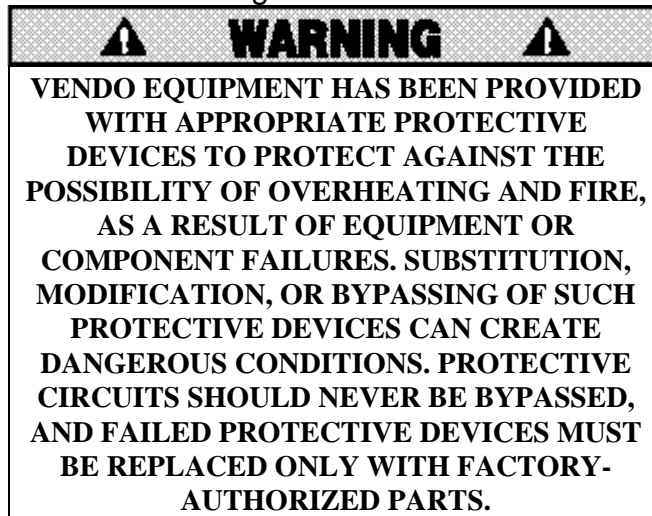 WARNING
VENDO EQUIPMENT HAS BEEN PROVIDED
WITH APPROPRIATE PROTECTIVE
DEVICES TO PROTECT AGAINST THE
POSSIBILITY OF OVERHEATING AND FIRE,
AS A RESULT OF EQUIPMENT OR
COMPONENT FAILURES. SUBSTITUTION,
MODIFICATION, OR BYPASSING OF SUCH
PROTECTIVE DEVICES CAN CREATE
DANGEROUS CONDITIONS. PROTECTIVE
CIRCUITS SHOULD NEVER BE BYPASSED,
AND FAILED PROTECTIVE DEVICES MUST
BE REPLACED ONLY WITH FACTORY-
AUTHORIZED PARTS.